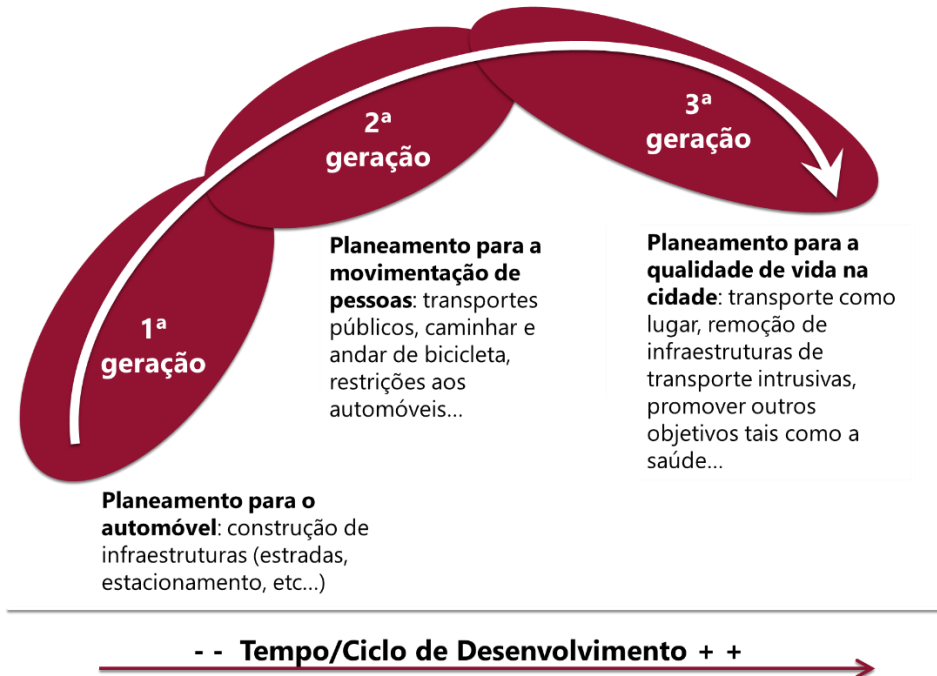 1ª
geração
Planeamento para o
automóvel: construção de
infraestruturas (estradas,
estacionamento, etc...)
2ª
geração
Planeamento para a
movimentação de
pessoas: transportes
públicos, caminhar e
andar de bicicleta,
restrições aos
automóveis...
3ª
geração
Planeamento para a
qualidade de vida na
cidade: transporte como
lugar, remoção de
infraestruturas de
transporte intrusivas,
promover outros
objetivos tais como a
saúde...
- - Tempo/Ciclo de Desenvolvimento + +